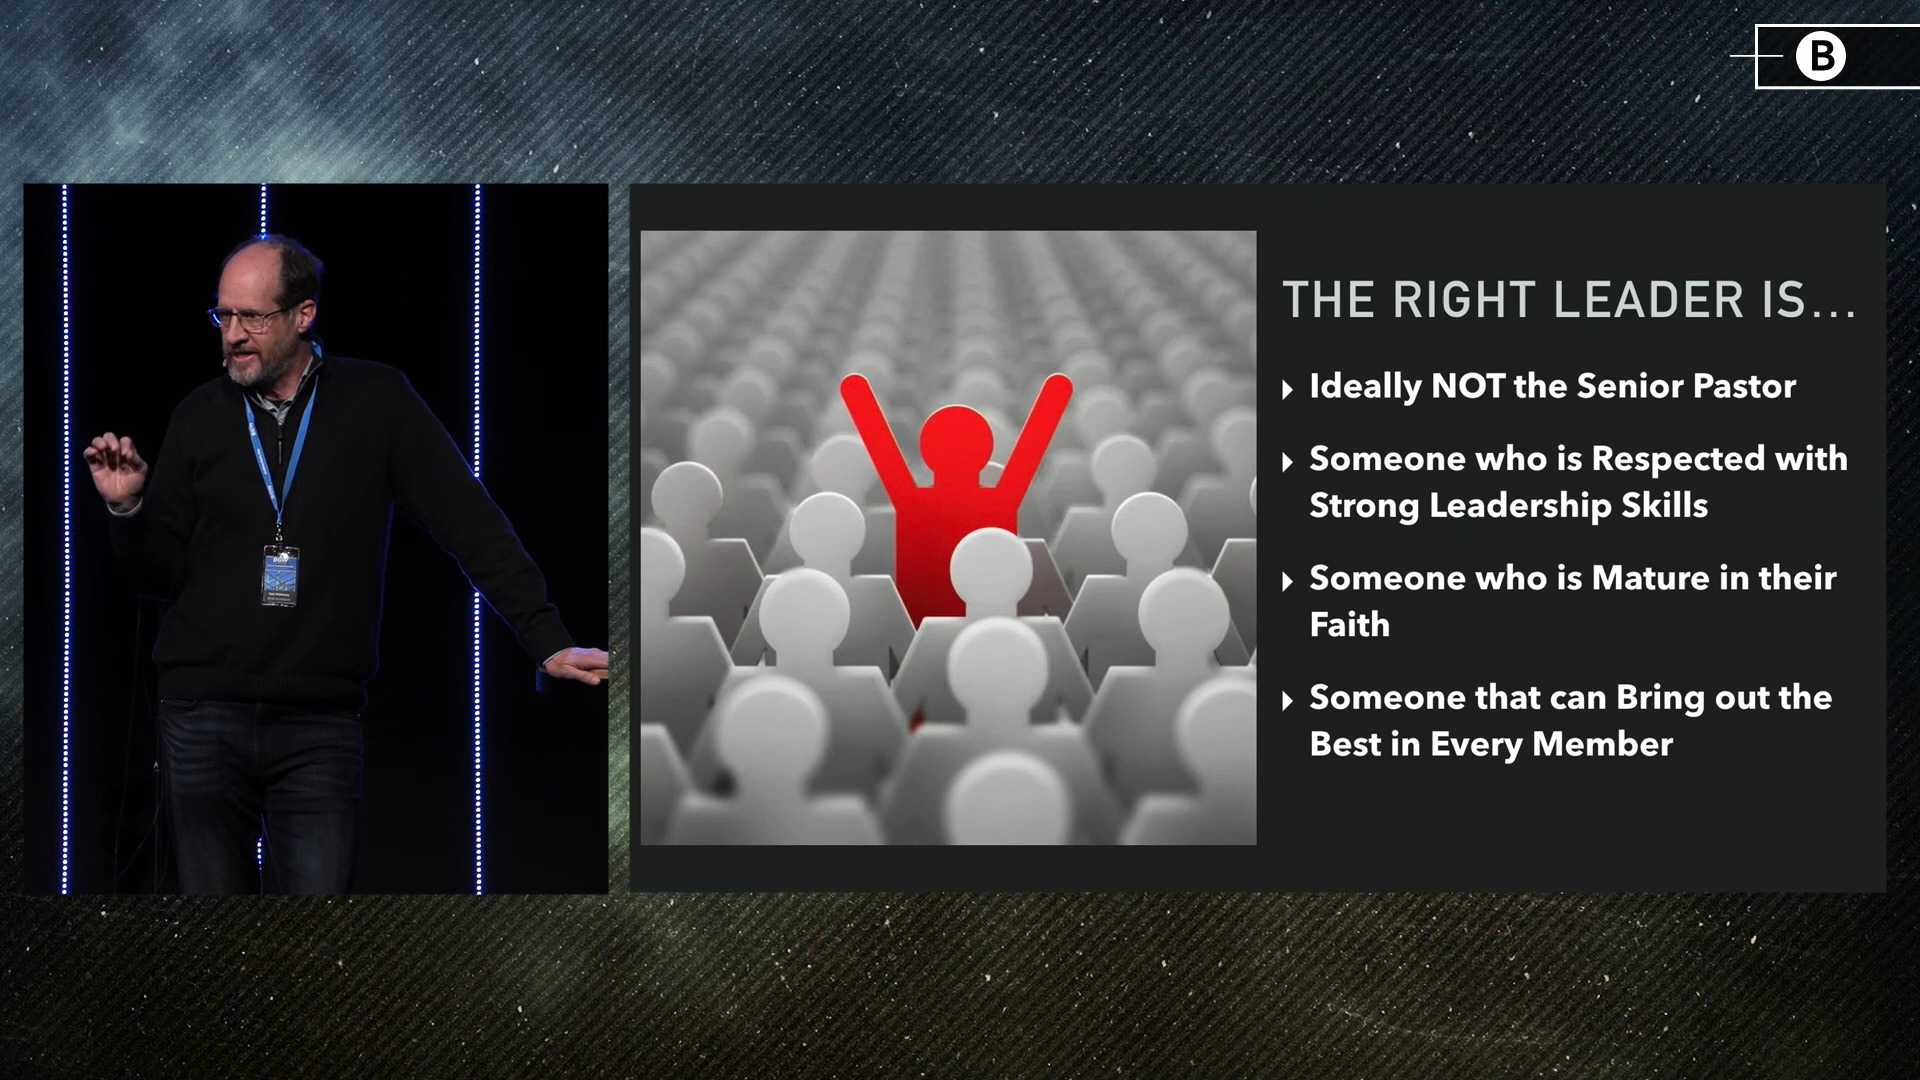 B
THE RIGHT LEADER IS...
Ideally NOT the Senior Pastor
Someone who is Respected with
Strong Leadership Skills
Someone who is Mature in their
Faith
Someone that can Bring out the
Best in Every Member